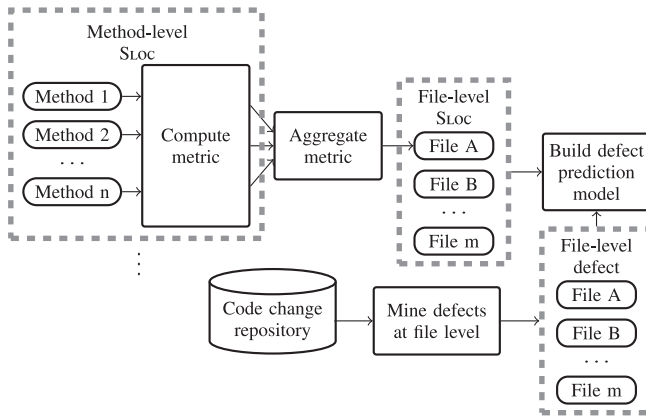 Method-level
SLOC
Method 1
Method 2
...
Method n
Compute
metric
Aggregate
metric
File-level
SLOC
File A
File B
...
File m
Build defect
prediction
model
...
Code change
repository
Mine defects
at file level
File-level
defect
File A
File B
...
File m